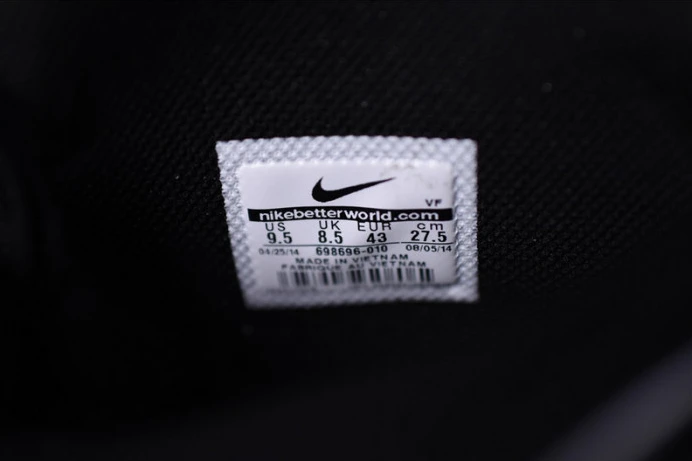 VF
nikebetterworld.com
US UK EUR cm
9.5 8.5 43 27.5
04/25/14 698696-010 08/05/14
MADE IN VIETNAM
FABRIQUE AU VIETNAM